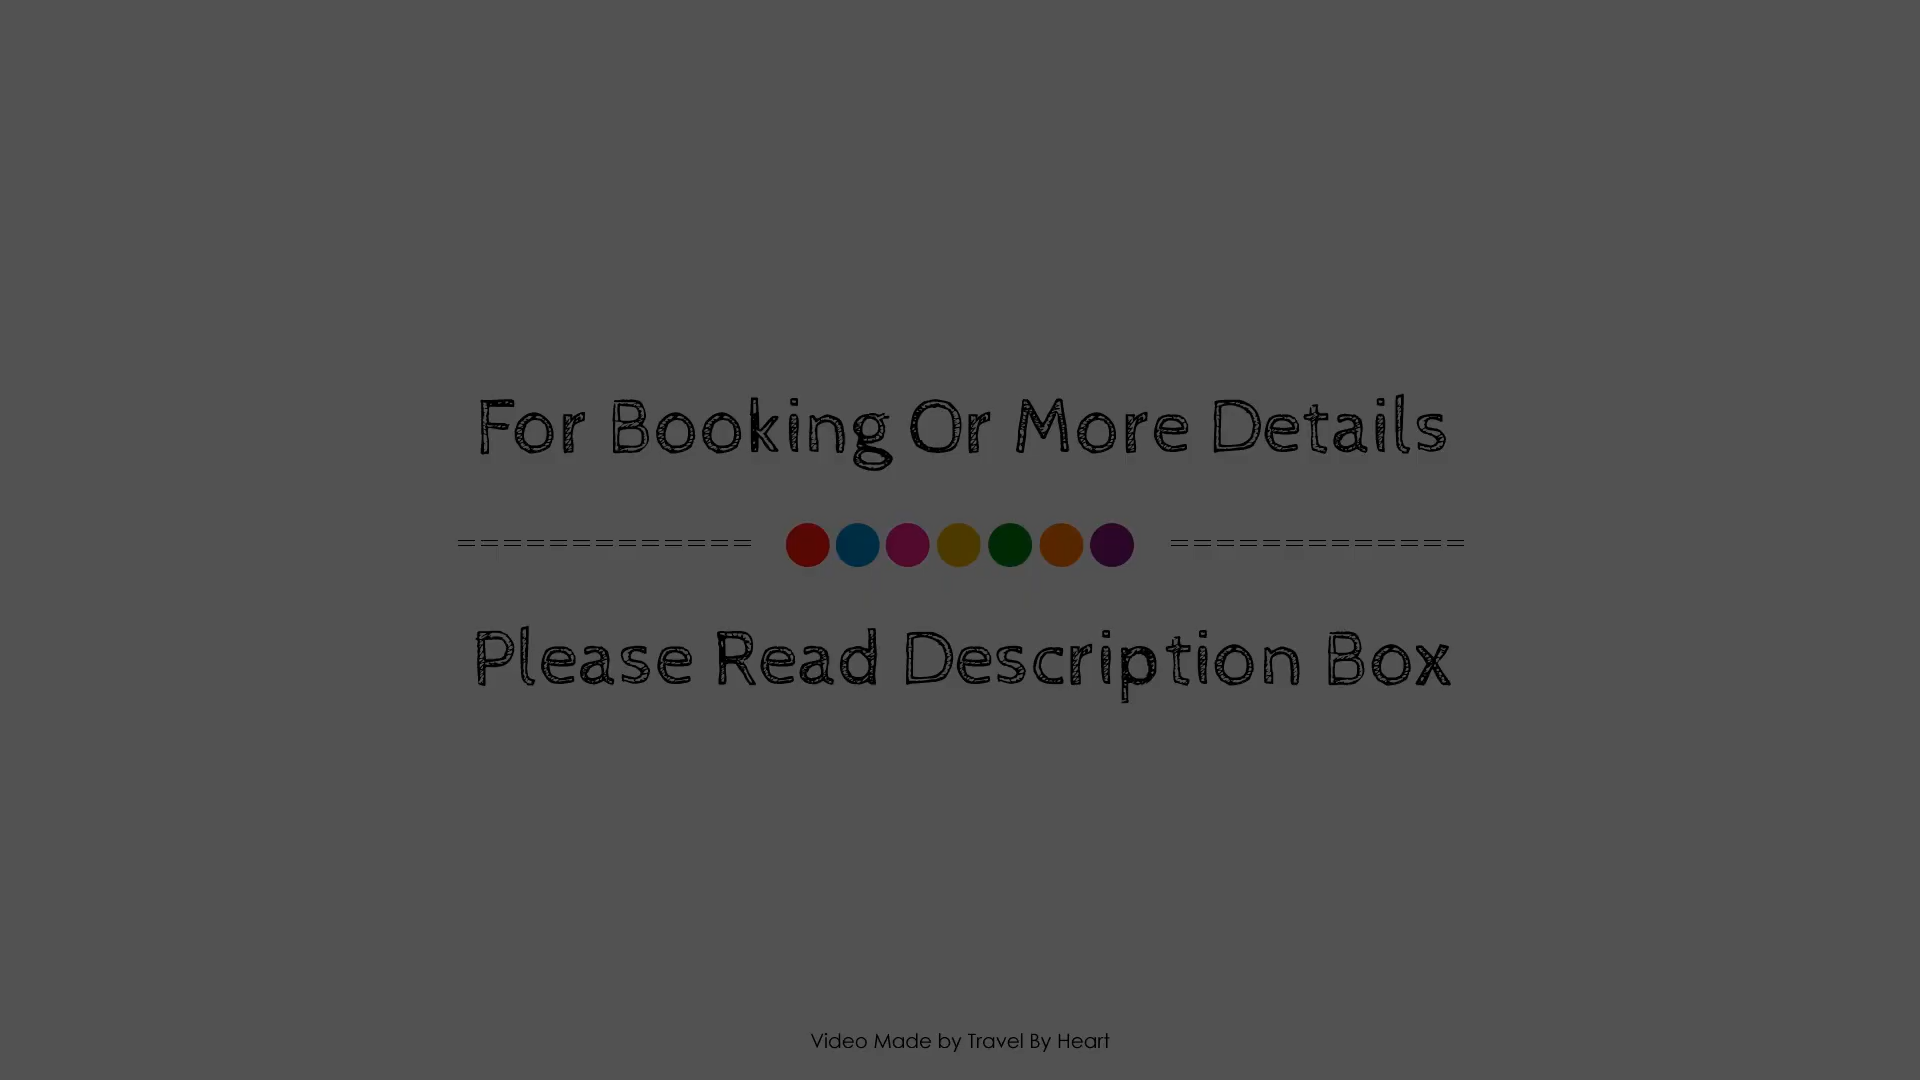 For Booking Or More Details
============= =============
Please Read Description Box
Video Made by Travel By Heart